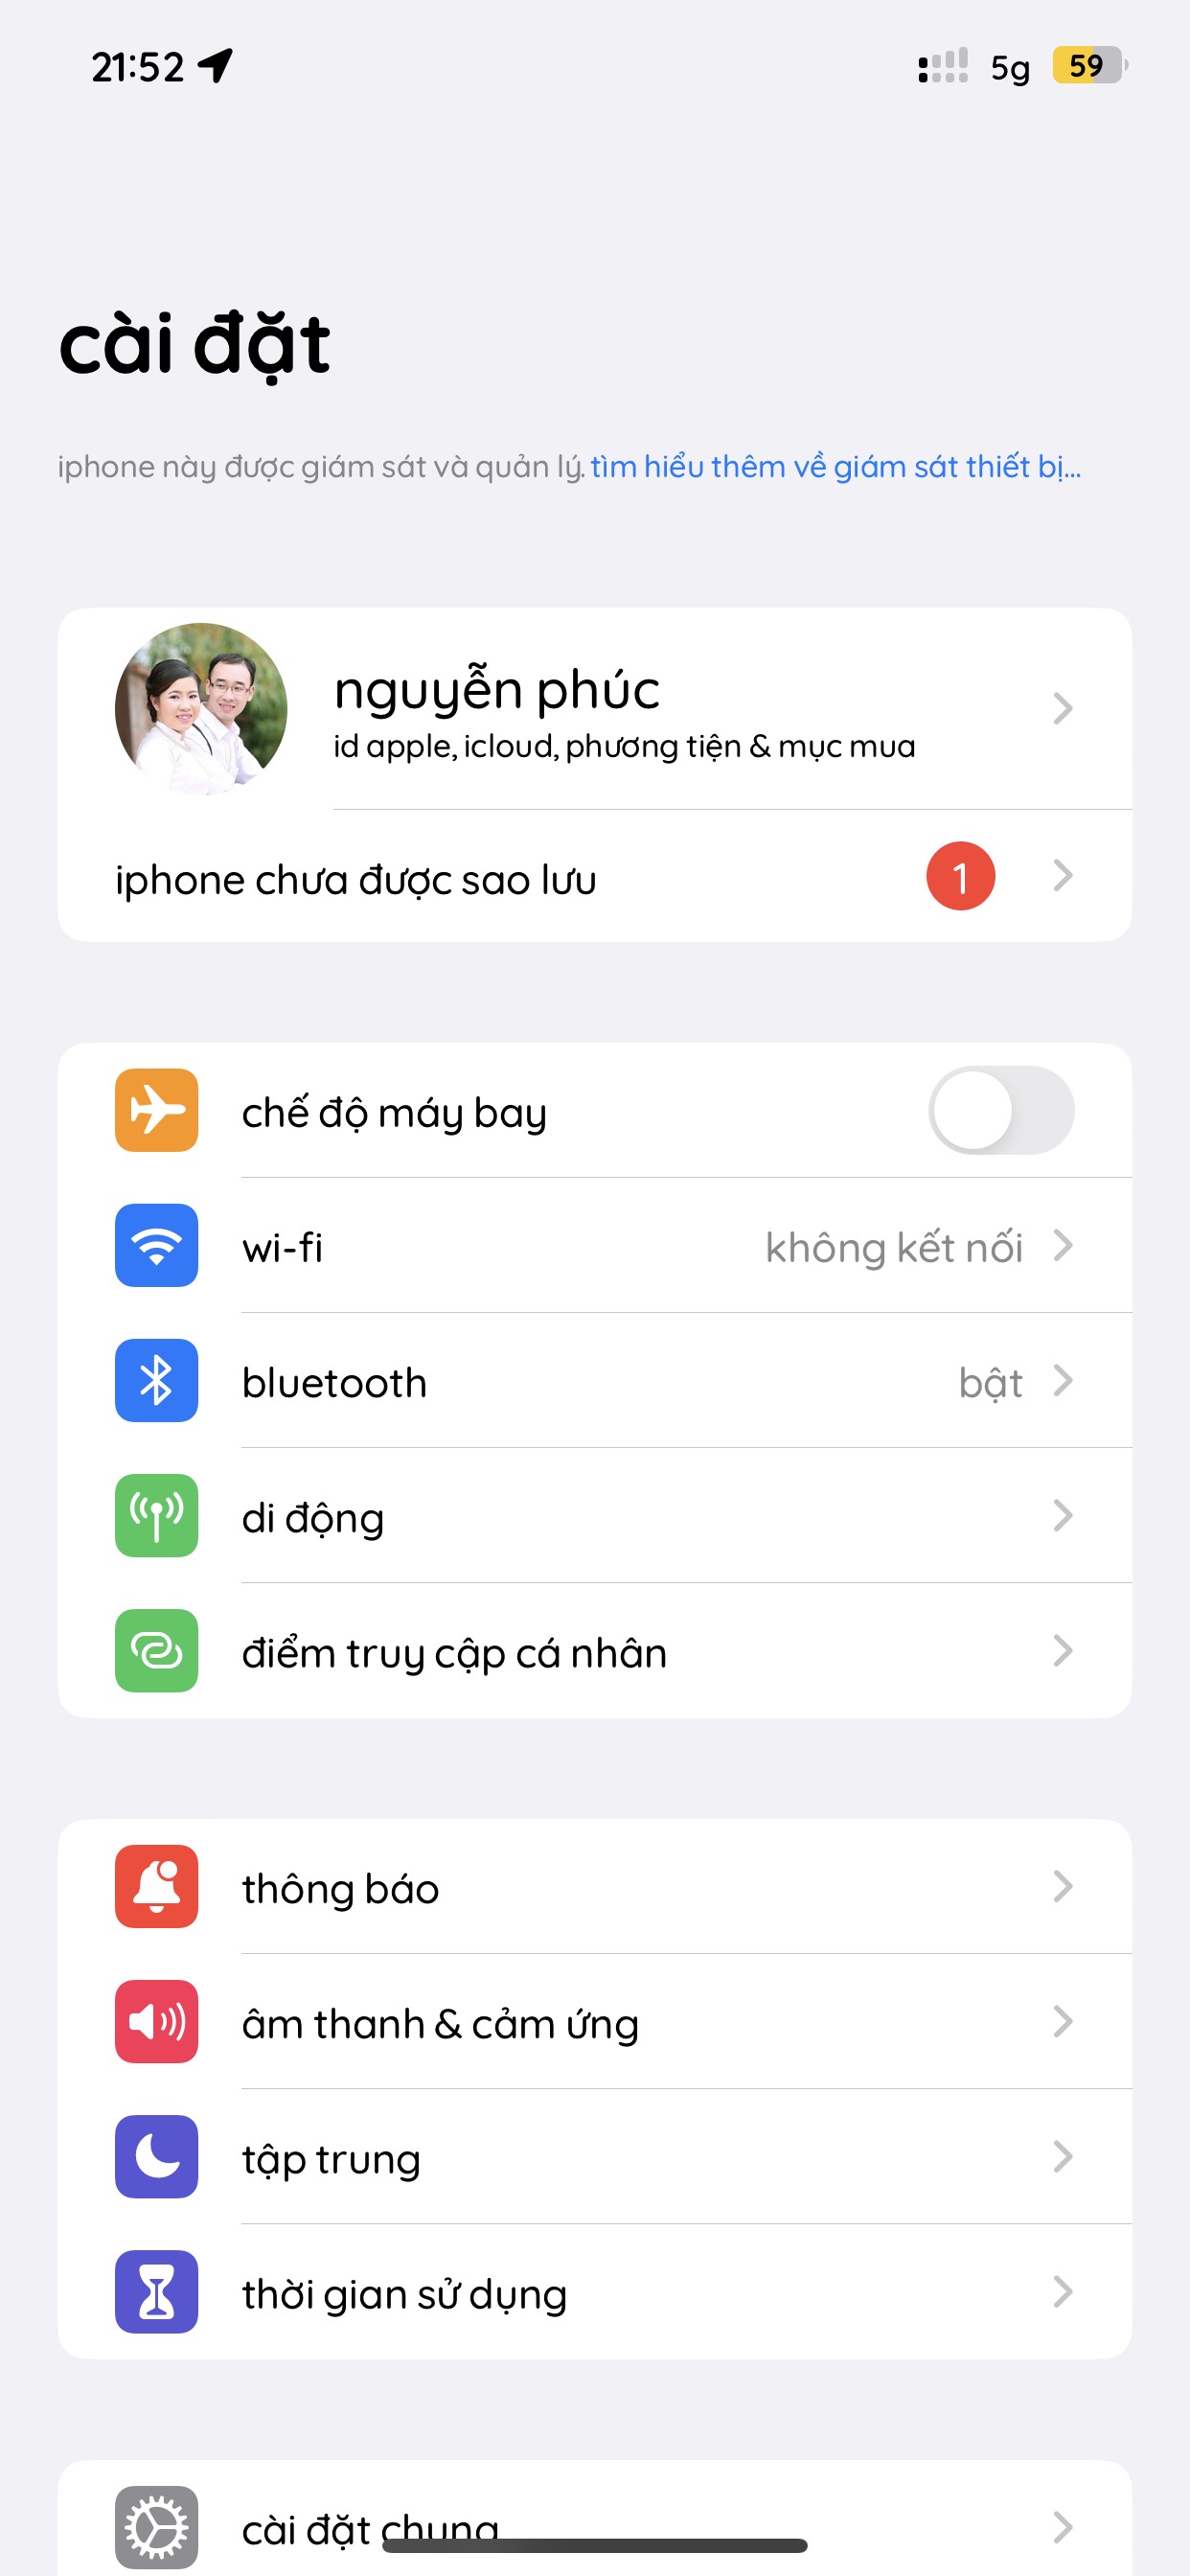 21:52
5g
59
cài đặt
iphone này được giám sát và quản lý. tìm hiểu thêm về giám sát thiết bị...
nguyễn phúc
id apple, icloud, phương tiện & mục mua
iphone chưa được sao lưu
1
chế độ máy bay
wi-fi
không kết nối
bluetooth
bật
di động
điểm truy cập cá nhân
thông báo
âm thanh & cảm ứng
tập trung
thời gian sử dụng
cài đặt chung